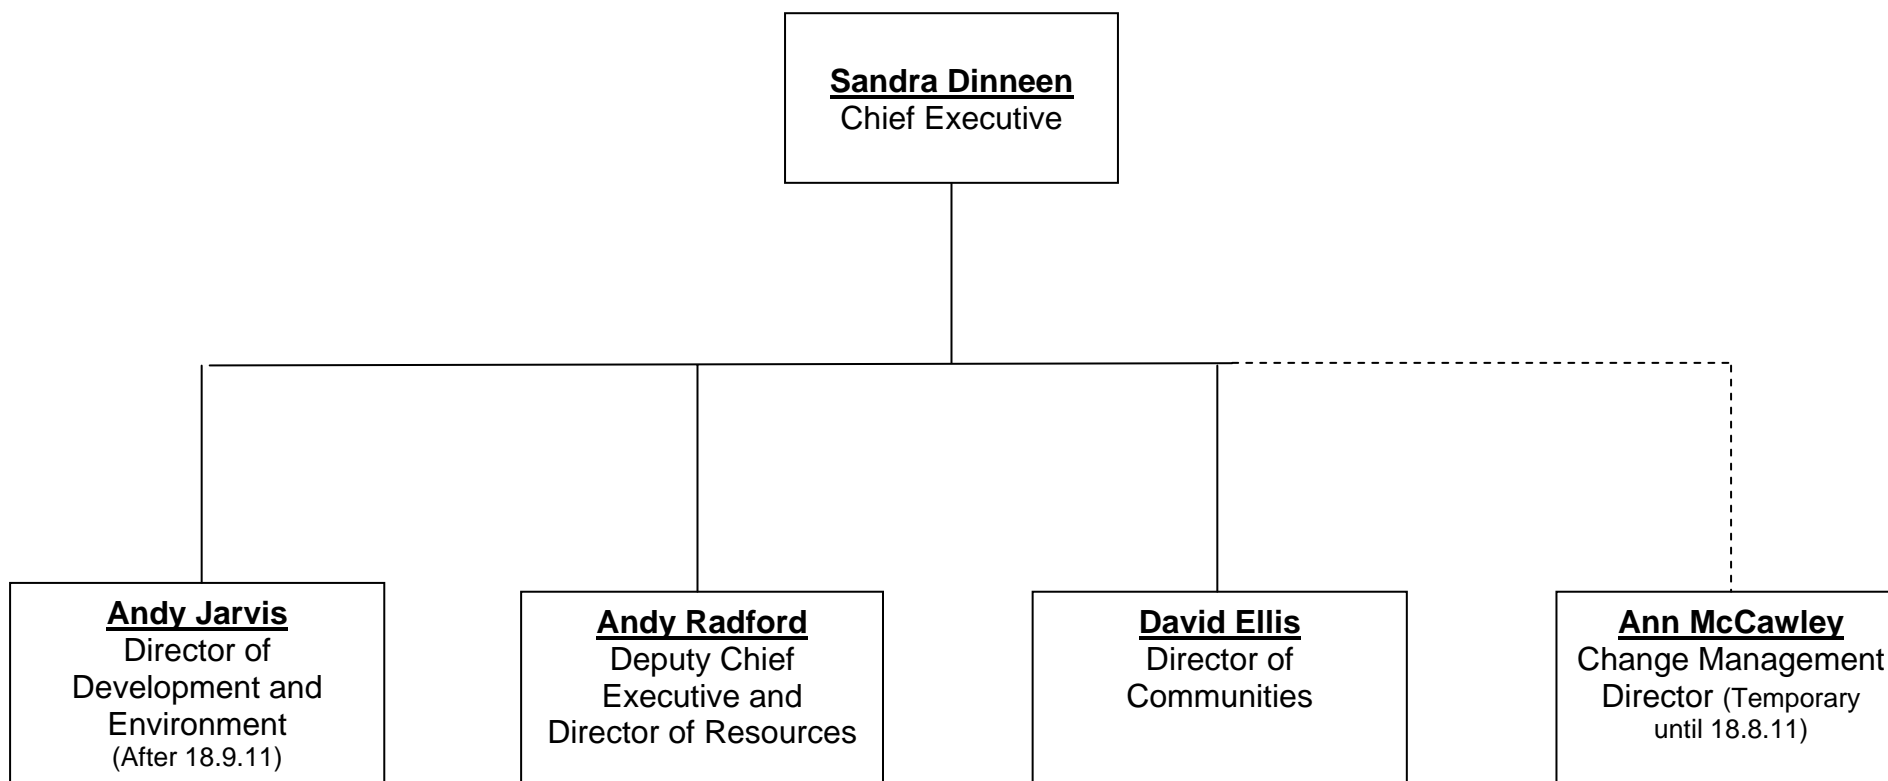 Sandra Dinneen
Chief Executive
Andy Jarvis
Director of
Development and
Environment
(After 18.9.11)
Andy Radford
Deputy Chief
Executive and
Director of Resources
David Ellis
Director of
Communities
Ann McCawley
Change Management
Director (Temporary
until 18.8.11)